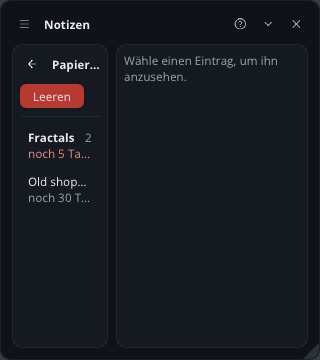 Notizen
Papier...
Leeren
Fractals 2
noch 5 Ta...
Old shop...
noch 30 T...
Wähle einen Eintrag, um ihn
anzusehen.